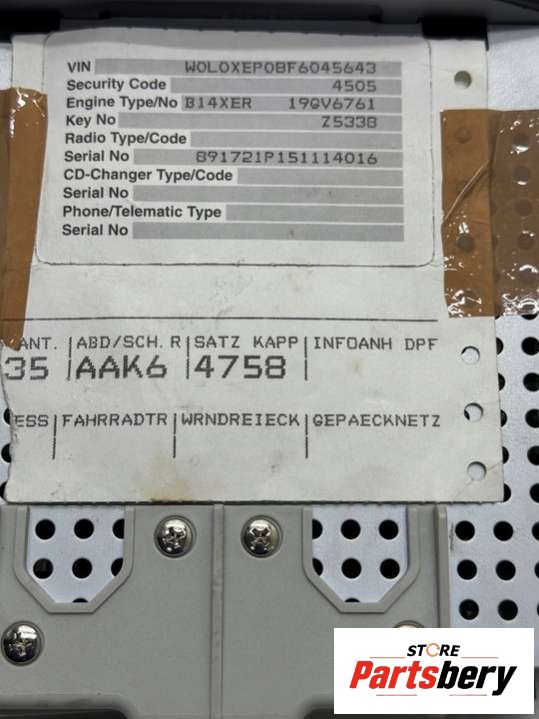 VIN W0L0XEP08F6045643
Security Code 4505
Engine Type/No B14XER 19QV6761
Key No Z5338
Radio Type/Code
Serial No 891721P151114016
CD-Changer Type/Code
Serial No
Phone/Telematic Type
Serial No
ANT. ABD/SCH. R SATZ KAPP INFOANH DPF
35 AAK6 4758
ESS FAHRRADTR WRNDREIECK GEPAECKNETZ
STORE
Partsbery